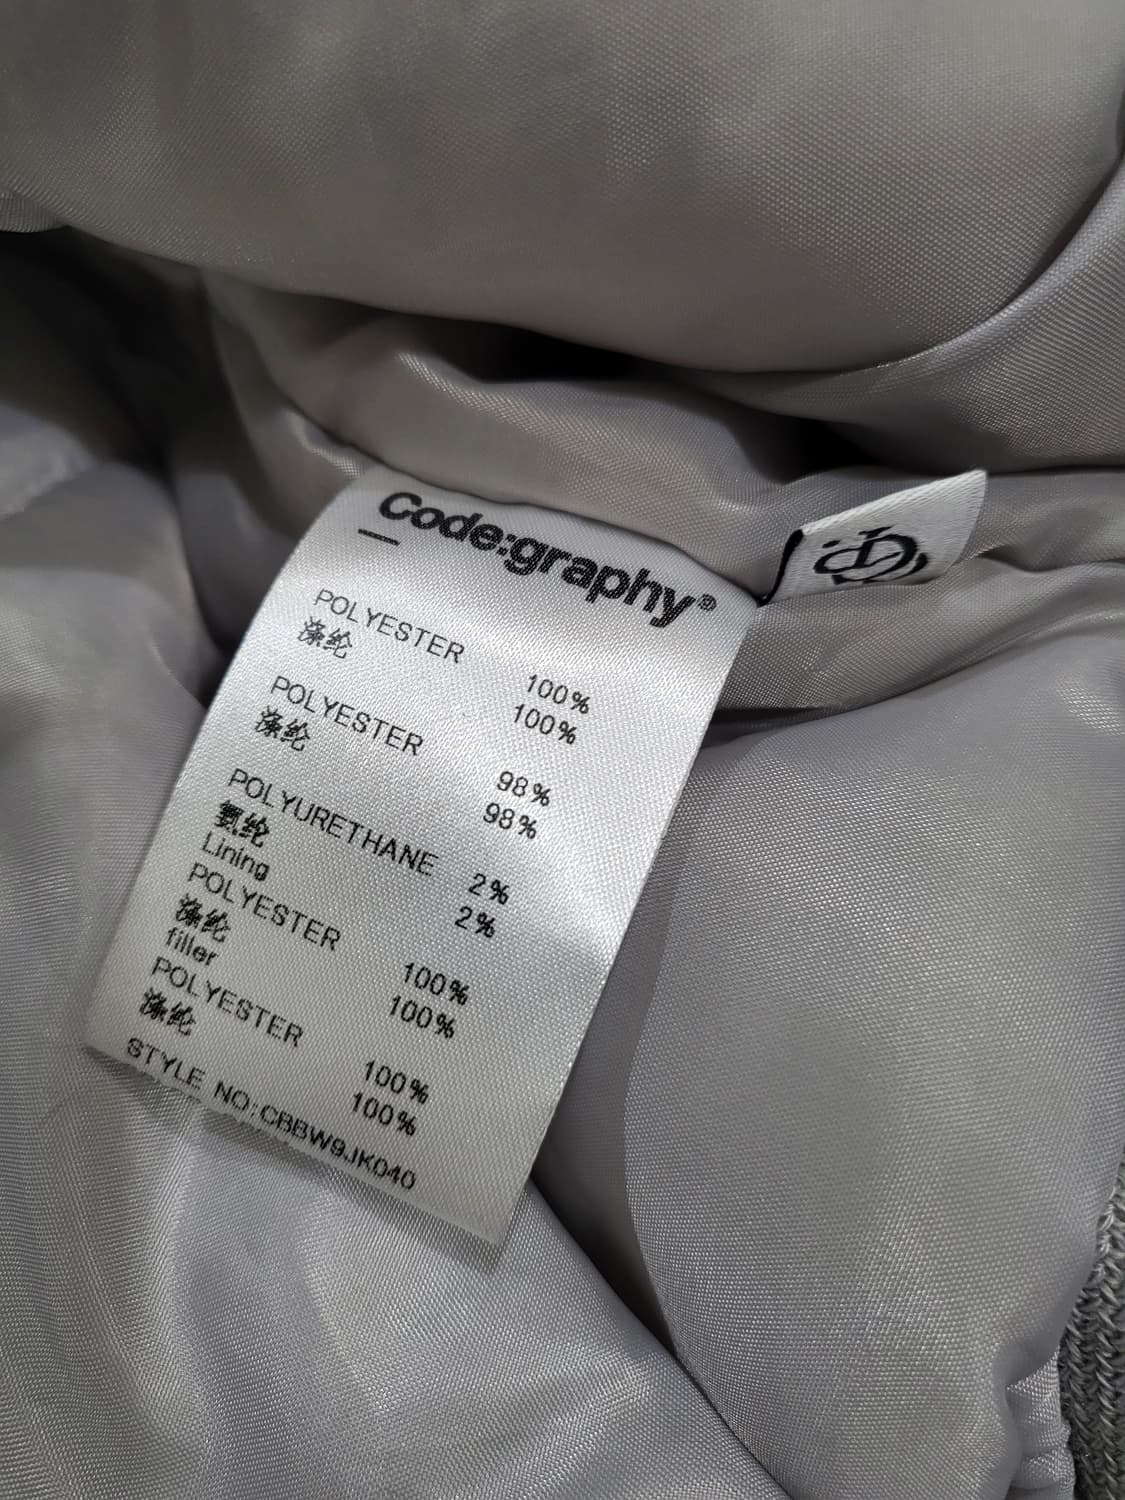 Code:graphy®
POLYESTER 100%
涤纶 100%
POLYESTER 98%
涤纶 98%
POLYURETHANE 2%
氨纶 2%
Lining
POLYESTER 100%
涤纶 100%
filler
POLYESTER 100%
涤纶 100%
STYLE NO:CBBW9JK040